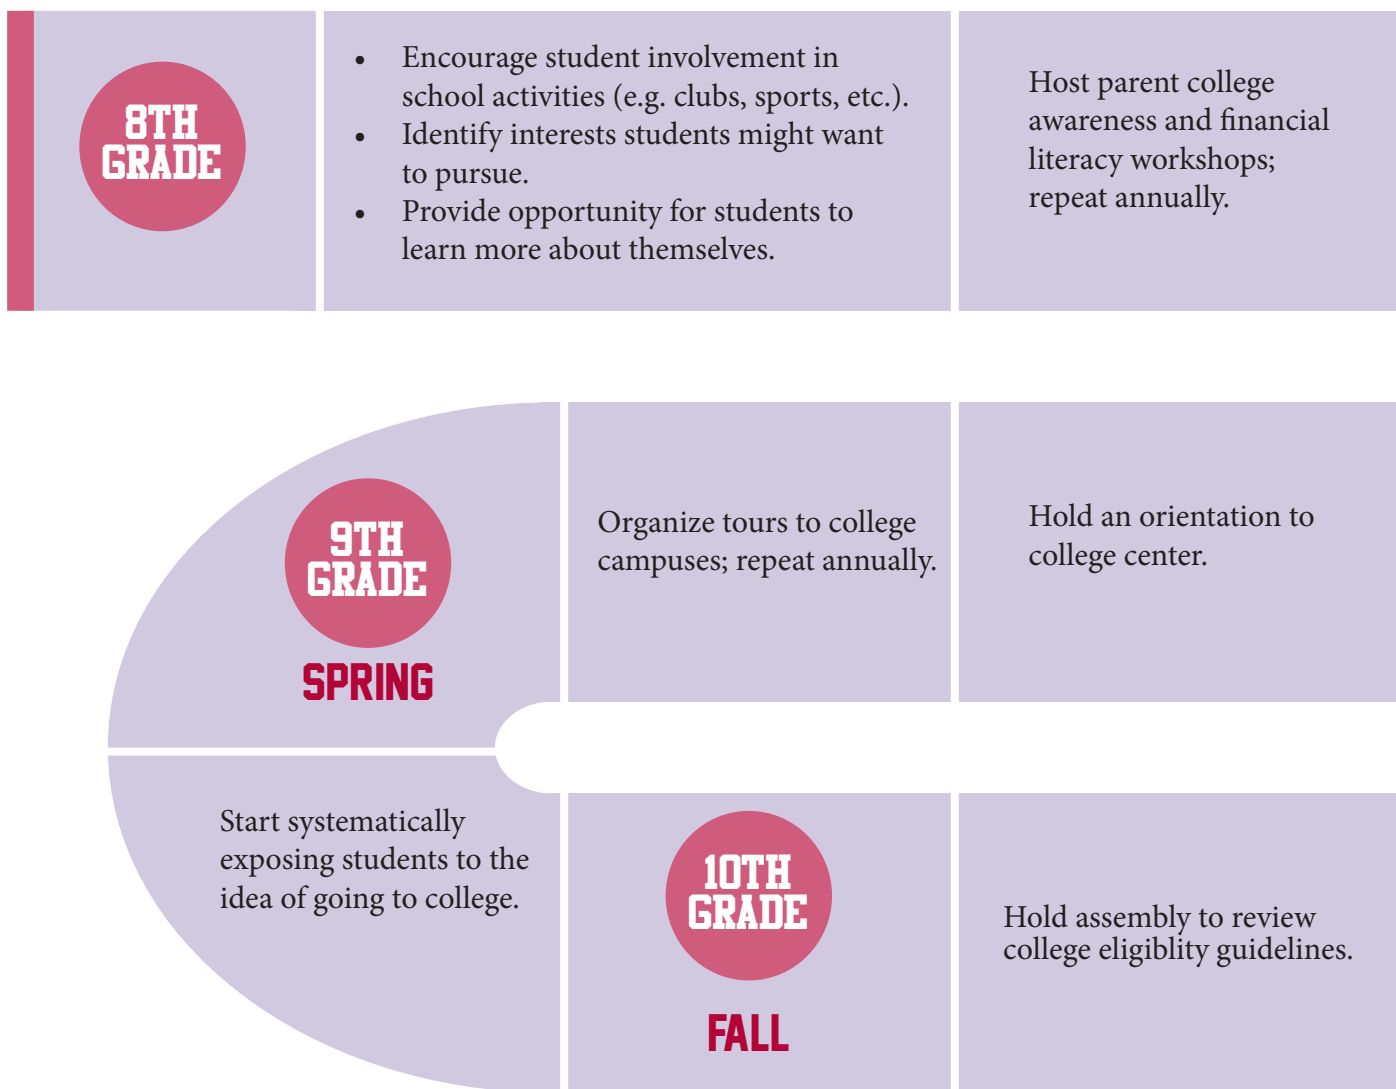 8TH
GRADE
• Encourage student involvement in
school activities (e.g. clubs, sports, etc.).
• Identify interests students might want
to pursue.
• Provide opportunity for students to
learn more about themselves.
Host parent college
awareness and financial
literacy workshops;
repeat annually.
9TH
GRADE
SPRING
Organize tours to college
campuses; repeat annually.
Hold an orientation to
college center.
Start systematically
exposing students to the
idea of going to college.
10TH
GRADE
FALL
Hold assembly to review
college eligiblity guidelines.